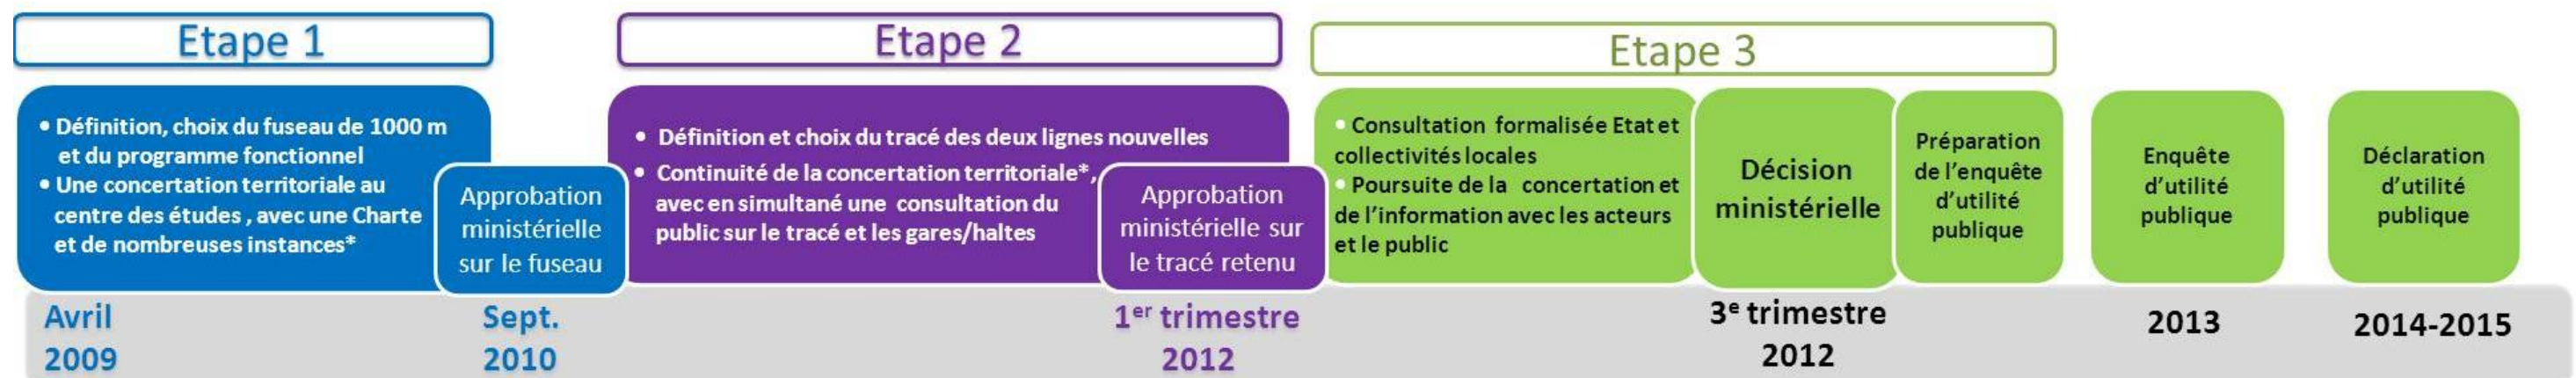 Etape 1
• Définition, choix du fuseau de 1000 m
et du programme fonctionnel
• Une concertation territoriale au
centre des études , avec une Charte
et de nombreuses instances*
Approbation
ministérielle
sur le fuseau
Etape 2
• Définition et choix du tracé des deux lignes nouvelles
• Continuité de la concertation territoriale*,
avec en simultané une consultation du
public sur le tracé et les gares/haltes
Approbation
ministérielle sur
le tracé retenu
Etape 3
• Consultation formalisée Etat et
collectivités locales
• Poursuite de la concertation et
de l'information avec les acteurs
et le public
Décision
ministérielle
Préparation
de l'enquête
d'utilité
publique
Enquête
d'utilité
publique
Déclaration
d'utilité
publique
Avril
2009
Sept.
2010
1er trimestre
2012
3e trimestre
2012
2013
2014-2015